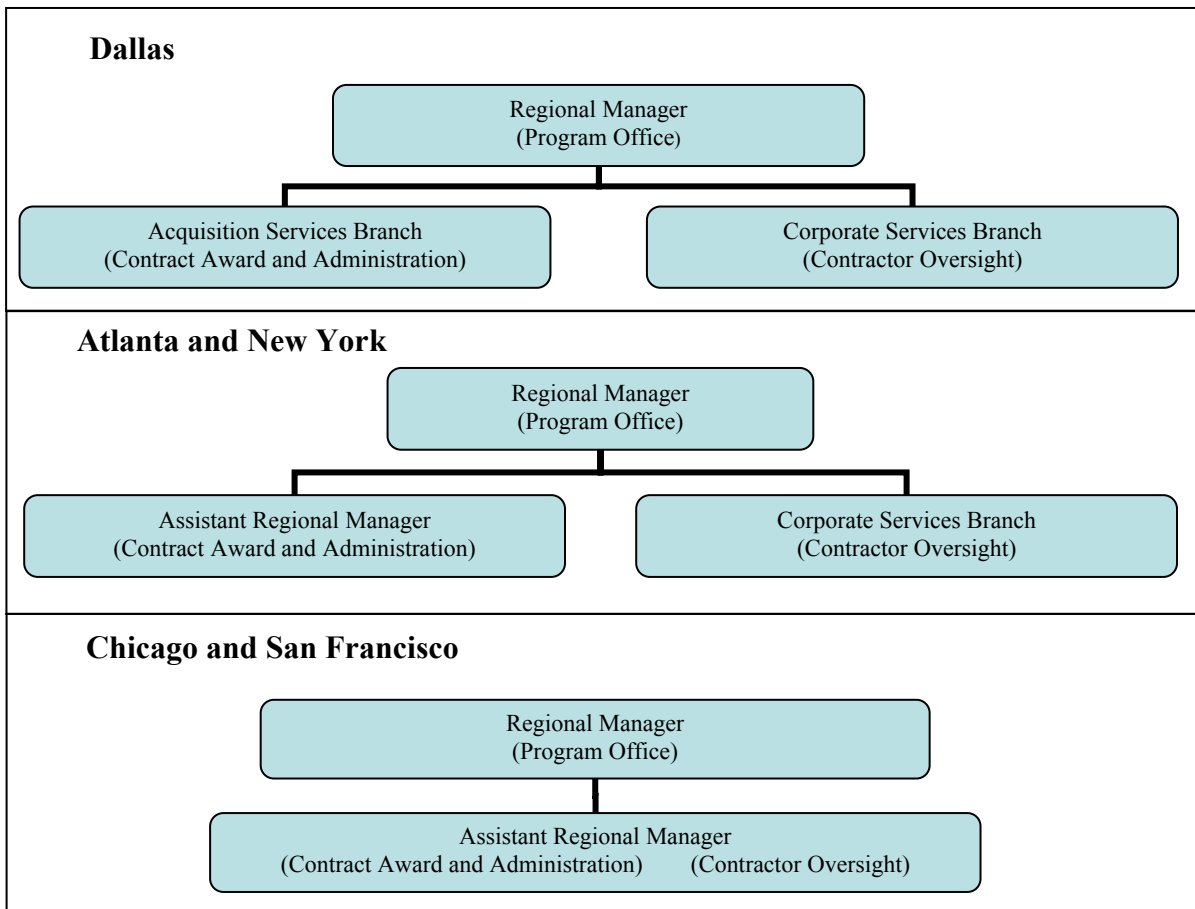 Dallas
Regional Manager
(Program Office)
Acquisition Services Branch
(Contract Award and Administration)
Corporate Services Branch
(Contractor Oversight)
Atlanta and New York
Regional Manager
(Program Office)
Assistant Regional Manager
(Contract Award and Administration)
Corporate Services Branch
(Contractor Oversight)
Chicago and San Francisco
Regional Manager
(Program Office)
Assistant Regional Manager
(Contract Award and Administration) (Contractor Oversight)